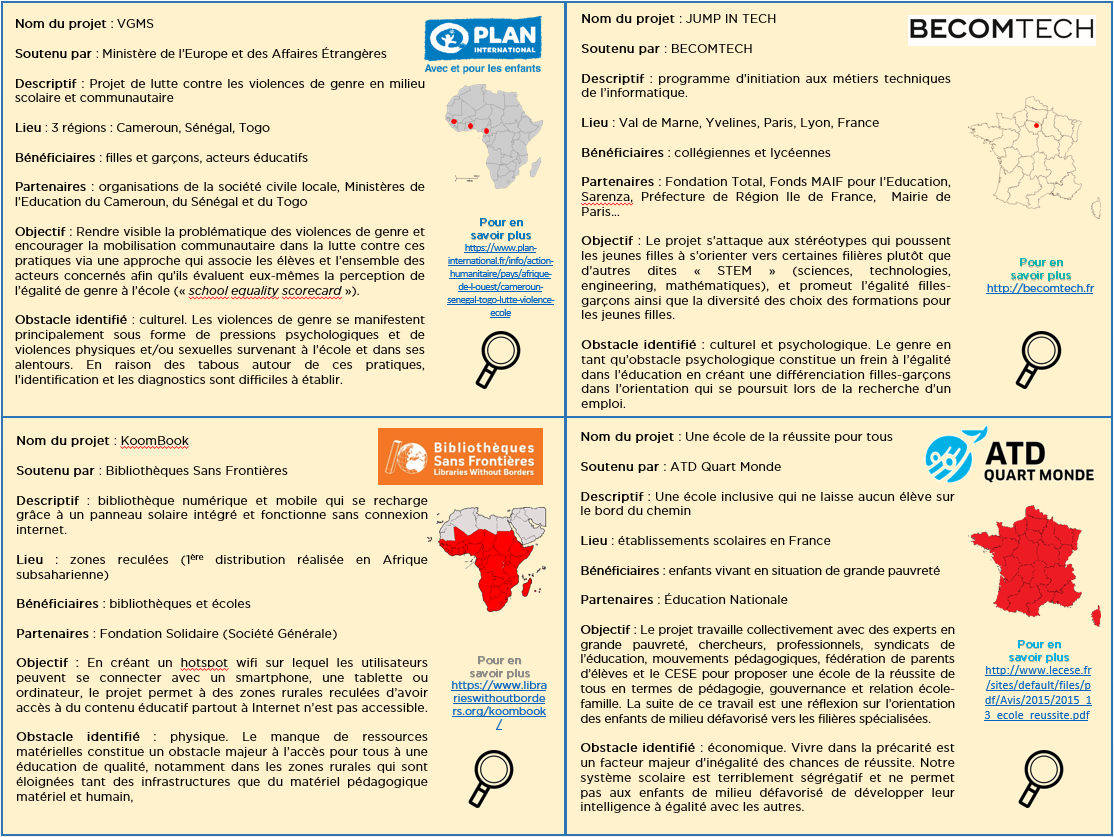 Nom du projet : VGMS
Soutenu par : Ministère de l'Europe et des Affaires Étrangères
Descriptif : Projet de lutte contre les violences de genre en milieu
scolaire et communautaire
Lieu : 3 régions : Cameroun, Sénégal, Togo
Bénéficiaires : filles et garçons, acteurs éducatifs
Partenaires : organisations de la société civile locale, Ministères de
l'Education du Cameroun, du Sénégal et du Togo
Objectif : Rendre visible la problématique des violences de genre et
encourager la mobilisation communautaire dans la lutte contre ces
pratiques via une approche qui associe les élèves et l'ensemble des
acteurs concernés afin qu'ils évaluent eux-mêmes la perception de
l'égalité de genre à l'école (« school equality scorecard »).
Obstacle identifié : culturel. Les violences de genre se manifestent
principalement sous forme de pressions psychologiques et de
violences physiques et/ou sexuelles survenant à l'école et dans ses
alentours. En raison des tabous autour de ces pratiques,
l'identification et les diagnostics sont difficiles à établir.
PLAN
INTERNATIONAL
Avec et pour les enfants
Pour en
savoir plus
https://www.plan-
international.fr/info/action-
humanitaire/pays/afrique-
de-l-ouest/cameroun-
senegal-togo-lutte-violence-
ecole
Nom du projet : JUMP IN TECH
Soutenu par : BECOMTECH
Descriptif : programme d'initiation aux métiers techniques
de l'informatique.
Lieu : Val de Marne, Yvelines, Paris, Lyon, France
Bénéficiaires : collégiennes et lycéennes
Partenaires : Fondation Total, Fonds MAIF pour l'Education,
Sarenza, Préfecture de Région Ile de France, Mairie de
Paris...
Objectif : Le projet s'attaque aux stéréotypes qui poussent
les jeunes filles à s'orienter vers certaines filières plutôt que
d'autres dites « STEM » (sciences, technologies,
engineering, mathématiques), et promeut l'égalité filles-
garçons ainsi que la diversité des choix des formations pour
les jeunes filles.
Obstacle identifié : culturel et psychologique. Le genre en
tant qu'obstacle psychologique constitue un frein à l'égalité
dans l'éducation en créant une différenciation filles-garçons
dans l'orientation qui se poursuit lors de la recherche d'un
emploi.
BECOMTECH
Pour en
savoir plus
http://becomtech.fr
Nom du projet : KoomBook
Soutenu par : Bibliothèques Sans Frontières
Descriptif : bibliothèque numérique et mobile qui se recharge
grâce à un panneau solaire intégré et fonctionne sans connexion
internet.
Lieu : zones reculées (1ère distribution réalisée en Afrique
subsaharienne)
Bénéficiaires : bibliothèques et écoles
Partenaires : Fondation Solidaire (Société Générale)
Objectif : En créant un hotspot wifi sur lequel les utilisateurs
peuvent se connecter avec un smartphone, une tablette ou
ordinateur, le projet permet à des zones rurales reculées d'avoir
accès à du contenu éducatif partout à Internet n'est pas accessible.
Obstacle identifié : physique. Le manque de ressources
matérielles constitue un obstacle majeur à l'accès pour tous à une
éducation de qualité, notamment dans les zones rurales qui sont
éloignées tant des infrastructures que du matériel pédagogique
matériel et humain,
Bibliothèques
Sans Frontières
Libraries Without Borders
Pour en
savoir plus
https://www.libra
rieswithoutborde
rs.org/koombook
/
Nom du projet : Une école de la réussite pour tous
Soutenu par : ATD Quart Monde
Descriptif : Une école inclusive qui ne laisse aucun élève sur
le bord du chemin
Lieu : établissements scolaires en France
Bénéficiaires : enfants vivant en situation de grande pauvreté
Partenaires : Éducation Nationale
Objectif : Le projet travaille collectivement avec des experts en
grande pauvreté, chercheurs, professionnels, syndicats de
l'éducation, mouvements pédagogiques, fédération de parents
d'élèves et le CESE pour proposer une école de la réussite de
tous en termes de pédagogie, gouvernance et relation école-
famille. La suite de ce travail est une réflexion sur l'orientation
des enfants de milieu défavorisé vers les filières spécialisées.
Obstacle identifié : économique. Vivre dans la précarité est
un facteur majeur d'inégalité des chances de réussite. Notre
système scolaire est terriblement ségrégatif et ne permet
pas aux enfants de milieu défavorisé de développer leur
intelligence à égalité avec les autres.
ATD
QUART MONDE
Pour en
savoir plus
http://www.lecese.fr
/sites/default/files/p
df/Avis/2015/2015_1
3_ecole_reussite.pdf